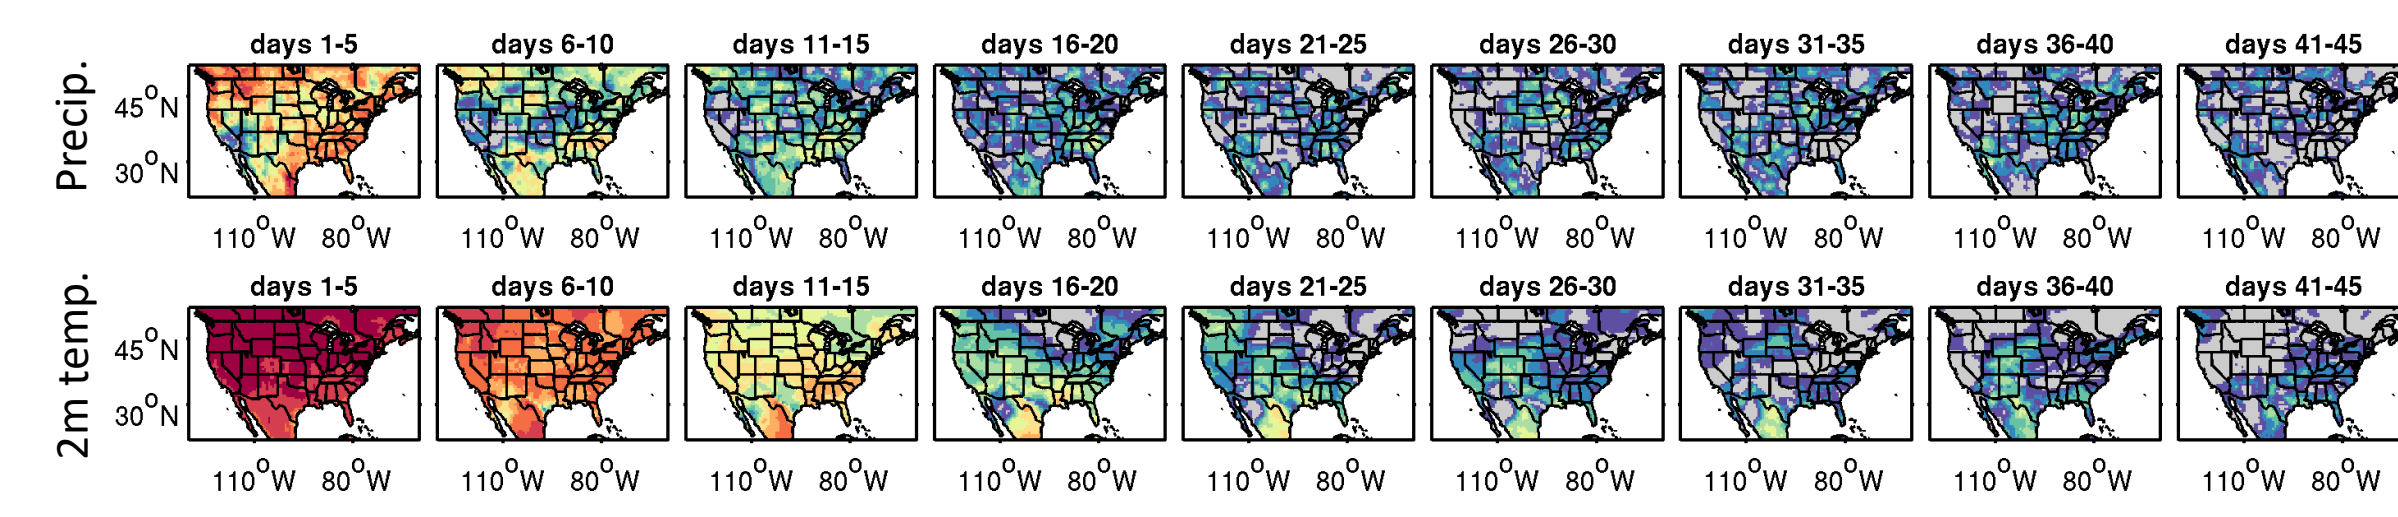 days 1-5 days 6-10 days 11-15 days 16-20 days 21-25 days 26-30 days 31-35 days 36-40 days 41-45
Precip.
45°N
30°N
110°W 80°W 110°W 80°W 110°W 80°W 110°W 80°W 110°W 80°W 110°W 80°W 110°W 80°W 110°W 80°W 110°W 80°W
days 1-5 days 6-10 days 11-15 days 16-20 days 21-25 days 26-30 days 31-35 days 36-40 days 41-45
2m temp.
45°N
30°N
110°W 80°W 110°W 80°W 110°W 80°W 110°W 80°W 110°W 80°W 110°W 80°W 110°W 80°W 110°W 80°W 110°W 80°W